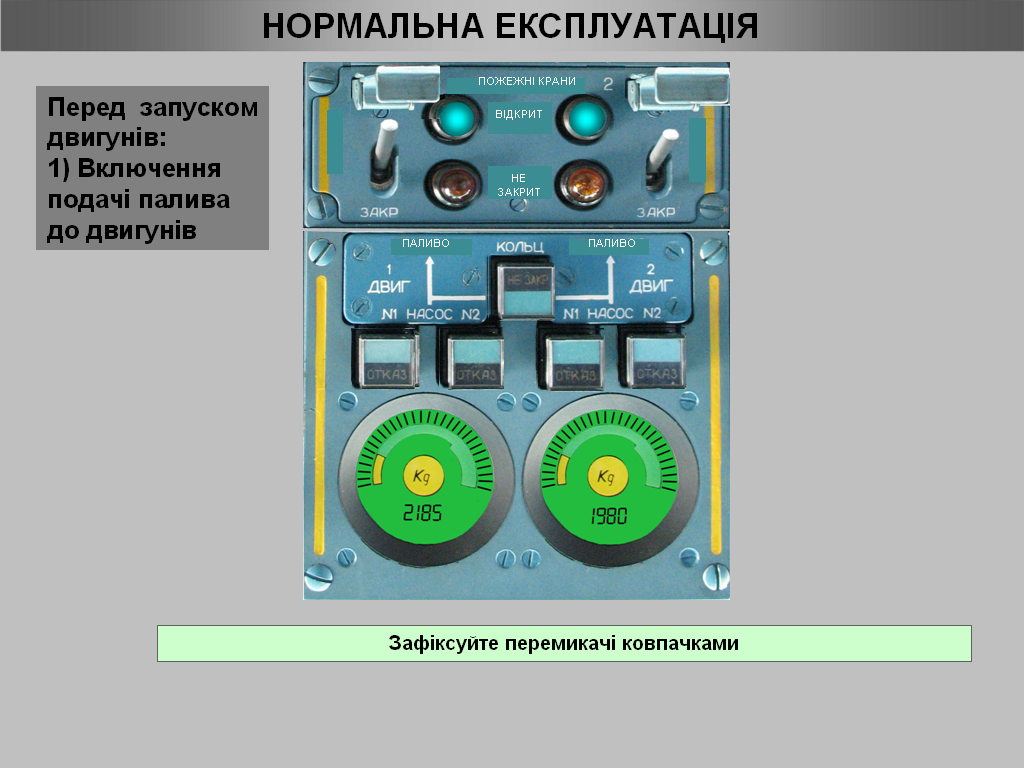 НОРМАЛЬНА ЕКСПЛУАТАЦІЯ
Перед запуском
двигунів:
1) Включення
подачі палива
до двигунів
ПОЖЕЖНІ КРАНИ 2
ВІДКРИТ
НЕ
ЗАКРИТ
ЗАКР ЗАКР
ПАЛИВО КОЛЬЦ ПАЛИВО
1 2
ДВИГ НЕ ЗАКР ДВИГ
N1 НАСОС N2 N1 НАСОС N2
ОТКАЗ ОТКАЗ ОТКАЗ ОТКАЗ
Kg Kg
2185 1980
Зафіксуйте перемикачі ковпачками